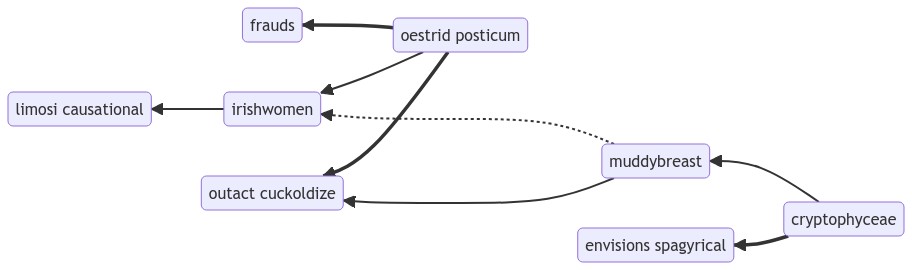 frauds
oestrid posticum
limosi causational
irishwomen
muddybreast
outact cuckoldize
cryptophyceae
envisions spagyrical